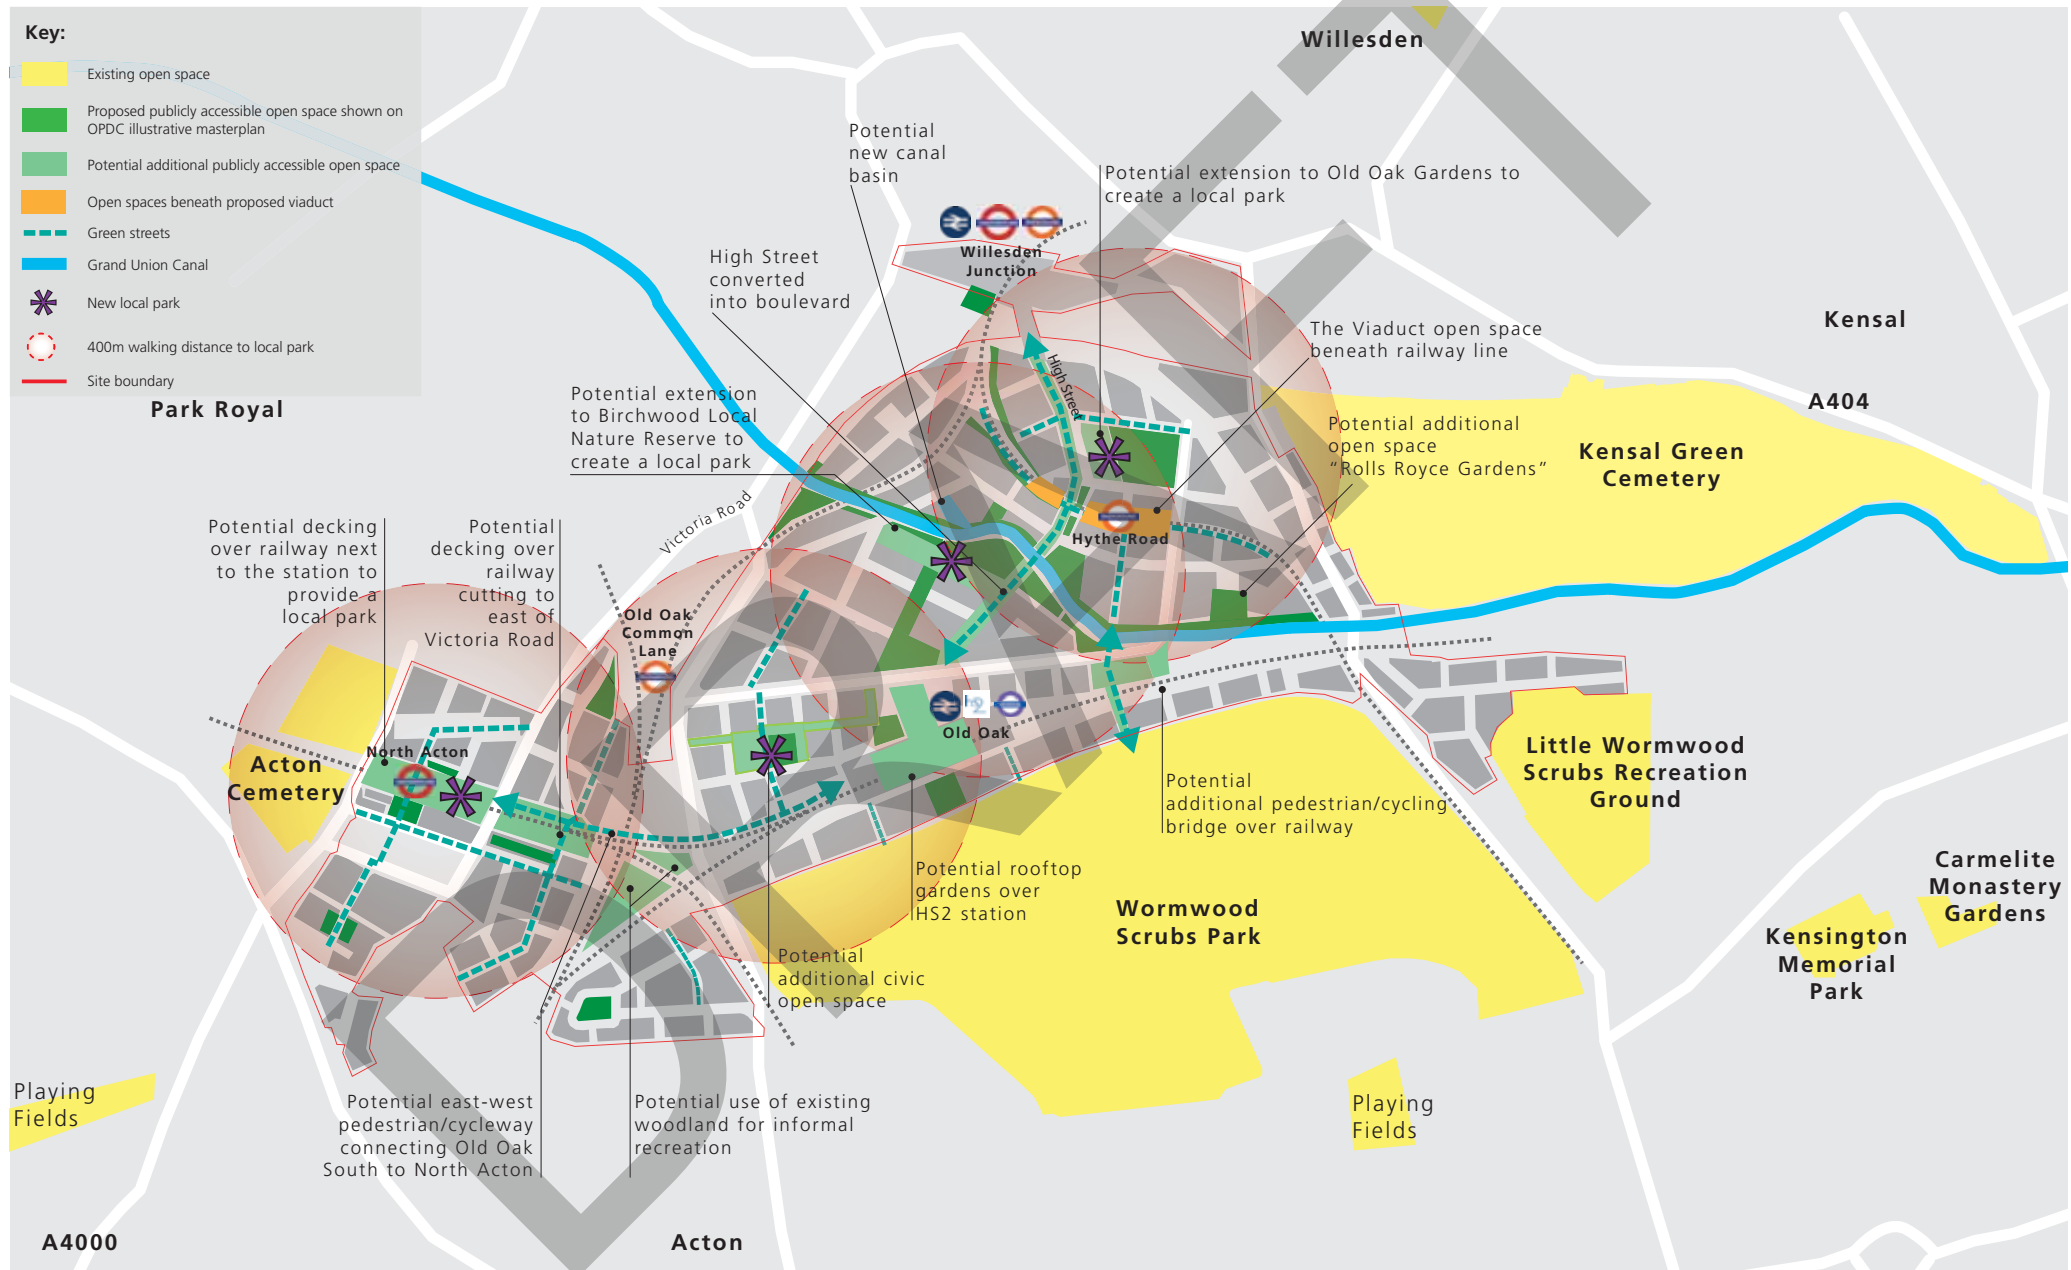 Key:
Existing open space
Proposed publicly accessible open space shown on
OPDC illustrative masterplan
Potential additional publicly accessible open space
Open spaces beneath proposed viaduct
Green streets
Grand Union Canal
New local park
400m walking distance to local park
Site boundary
Willesden
Potential
new canal
basin
Potential extension to Old Oak Gardens to
create a local park
Willesden
Junction
High Street
converted
into boulevard
The Viaduct open space
beneath railway line
Kensal
High Street
Park Royal
Potential extension
to Birchwood Local
Nature Reserve to
create a local park
A404
Potential additional
open space
“Rolls Royce Gardens”
Kensal Green
Cemetery
Victoria Road
Hythe Road
Potential decking
over railway next
to the station to
provide a
local park
Potential
decking over
railway
cutting to
east of
Victoria Road
Old Oak
Common
Lane
h2
Old Oak
North Acton
Acton
Cemetery
Little Wormwood
Scrubs Recreation
Ground
Potential
additional pedestrian/cycling
bridge over railway
Potential rooftop
gardens over
HS2 station
Wormwood
Scrubs Park
Carmelite
Monastery
Gardens
Kensington
Memorial
Park
Potential
additional civic
open space
Playing
Fields
Potential east-west
pedestrian/cycleway
connecting Old Oak
South to North Acton
Potential use of existing
woodland for informal
recreation
Playing
Fields
A4000
Acton